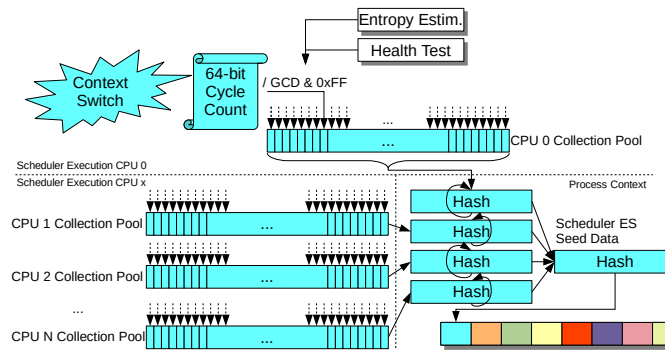 Entropy Estim.
Health Test
Context
Switch
64-bit
Cycle
Count
/ GCD & 0xFF
...
...
CPU 0 Collection Pool
Scheduler Execution CPU 0
Scheduler Execution CPU x
Process Context
CPU 1 Collection Pool
...
CPU 2 Collection Pool
...
...
CPU N Collection Pool
...
Hash
Hash
Hash
Hash
Scheduler ES
Seed Data
Hash